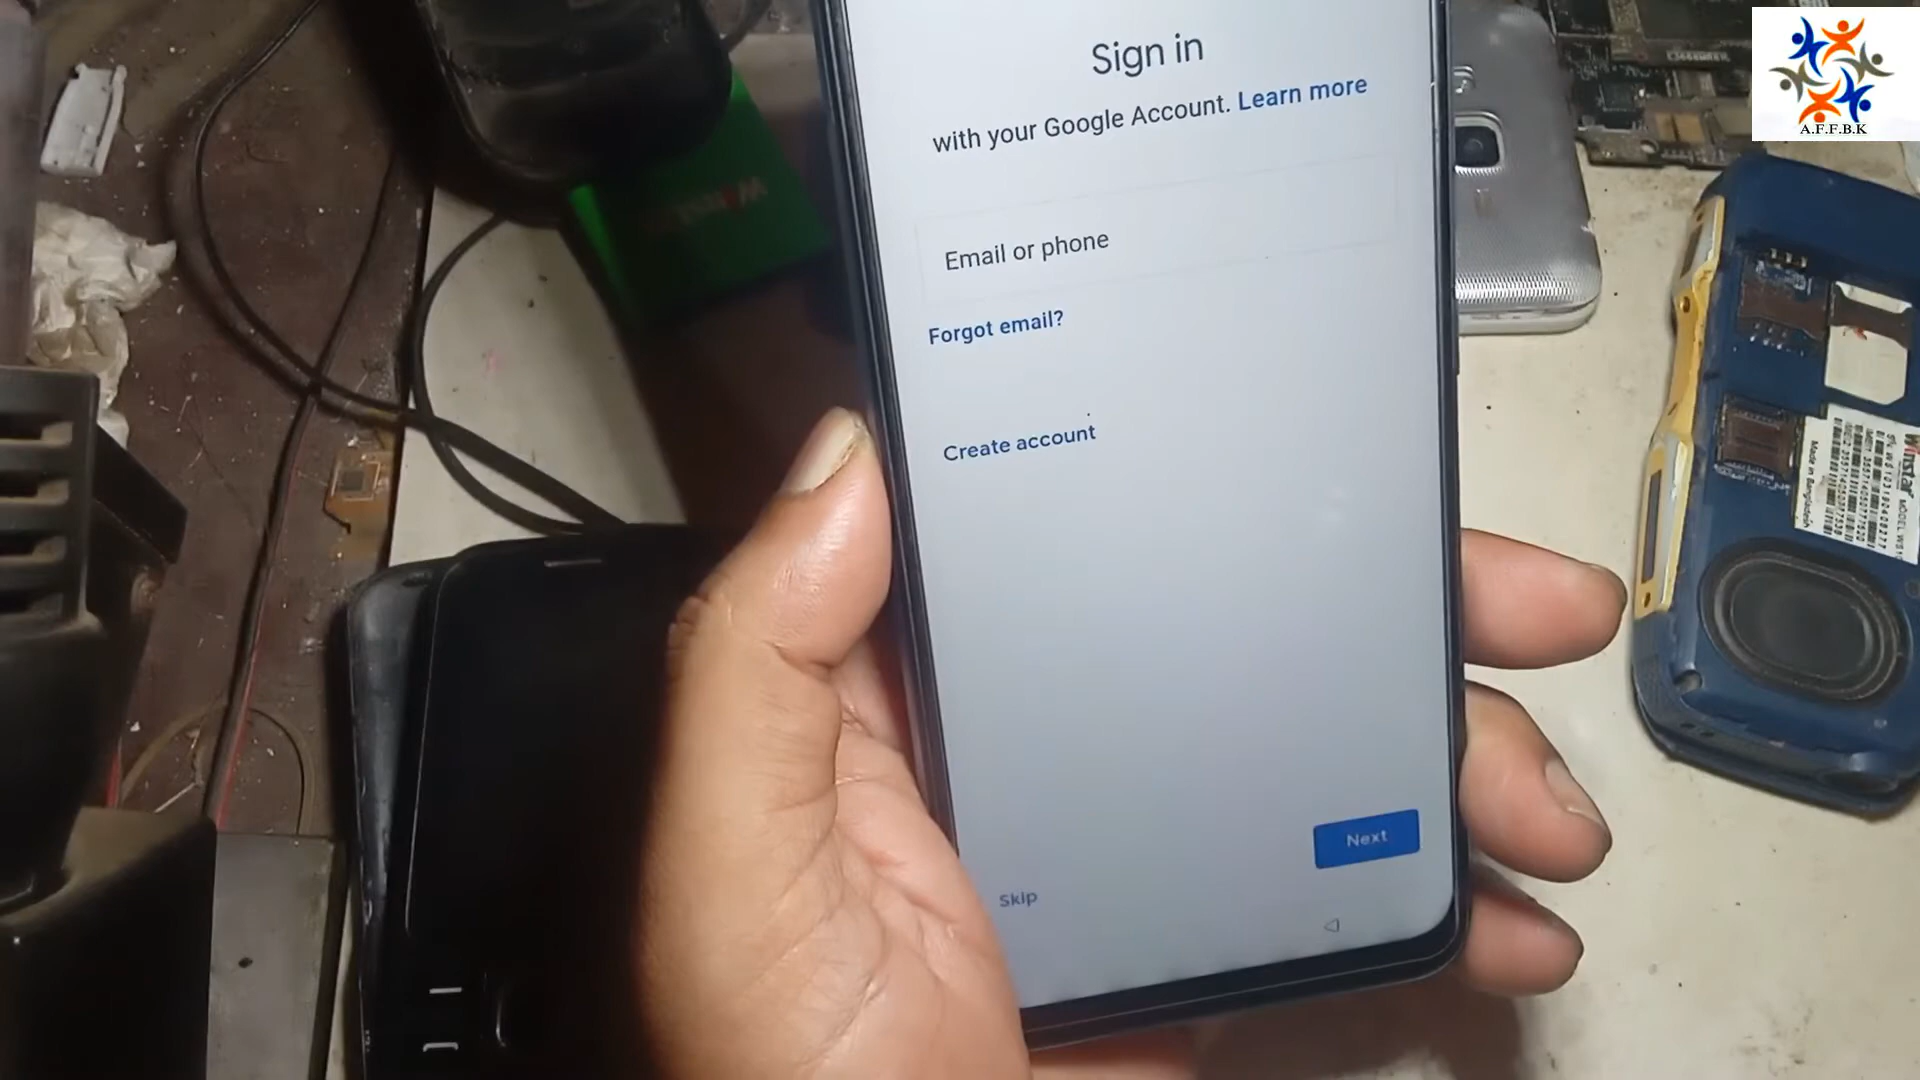 Sign in
with your Google Account. Learn more
Email or phone
Forgot email?
Create account
Next
Skip
A.F.F.B.K
Winstar
Made in Bangladesh